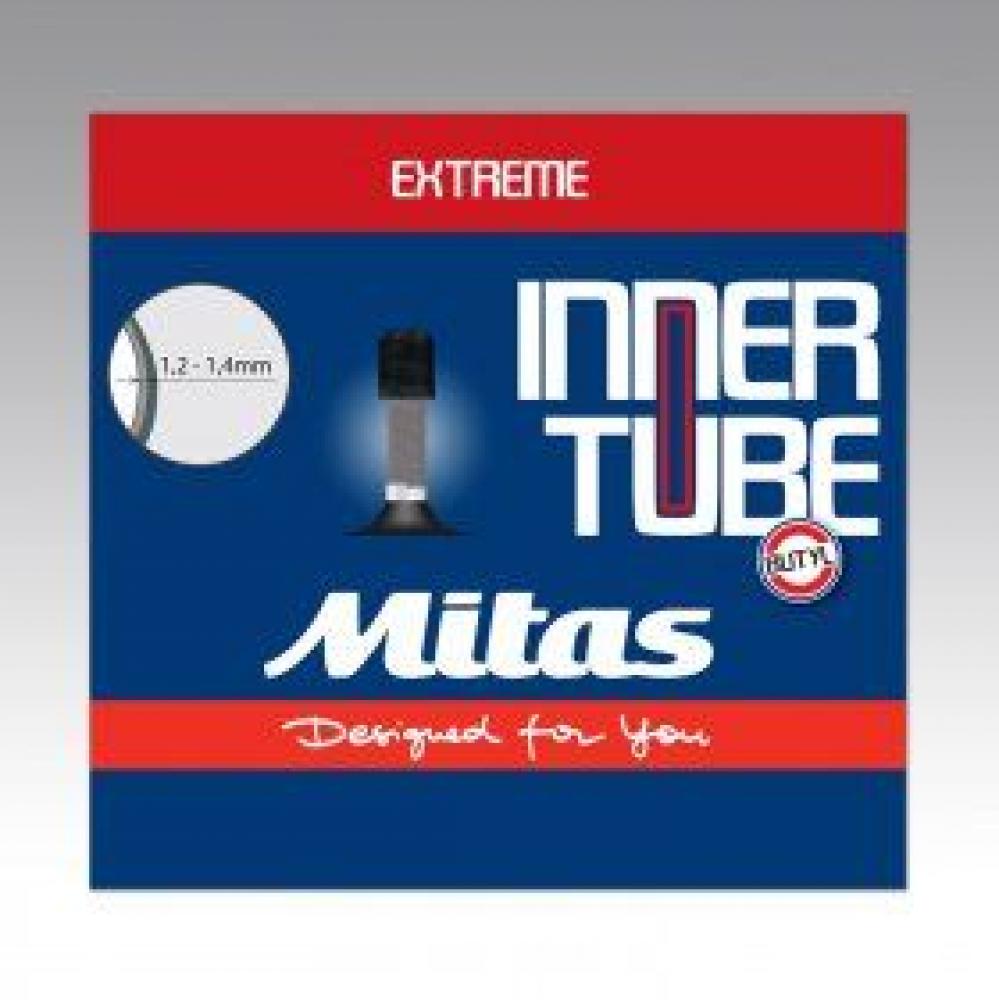 EXTREME
1,2 - 1,4mm
INNER
TUBE
BUTYL
Mitas
Designed for You